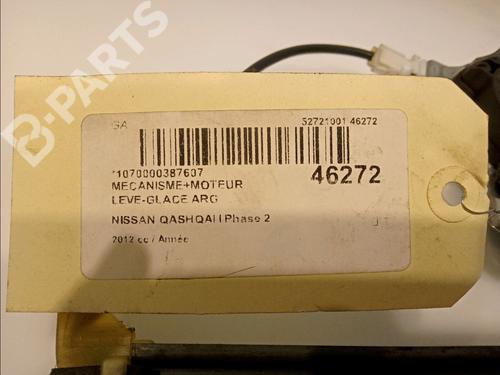 B-PARTS
GA 52721001 46272
*1070000387607
46272
MECANISME+MOTEUR
LEVE-GLACE ARG
NISSAN QASHQAI I Phase 2
2012 cc / Année